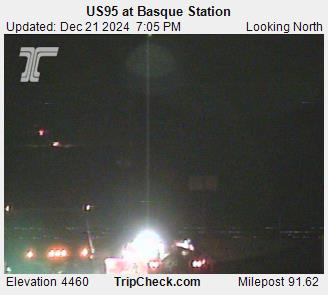 US95 at Basque Station
Updated: Dec 21 2024 7:05 PM Looking North
Elevation 4460 TripCheck.com Milepost 91.62